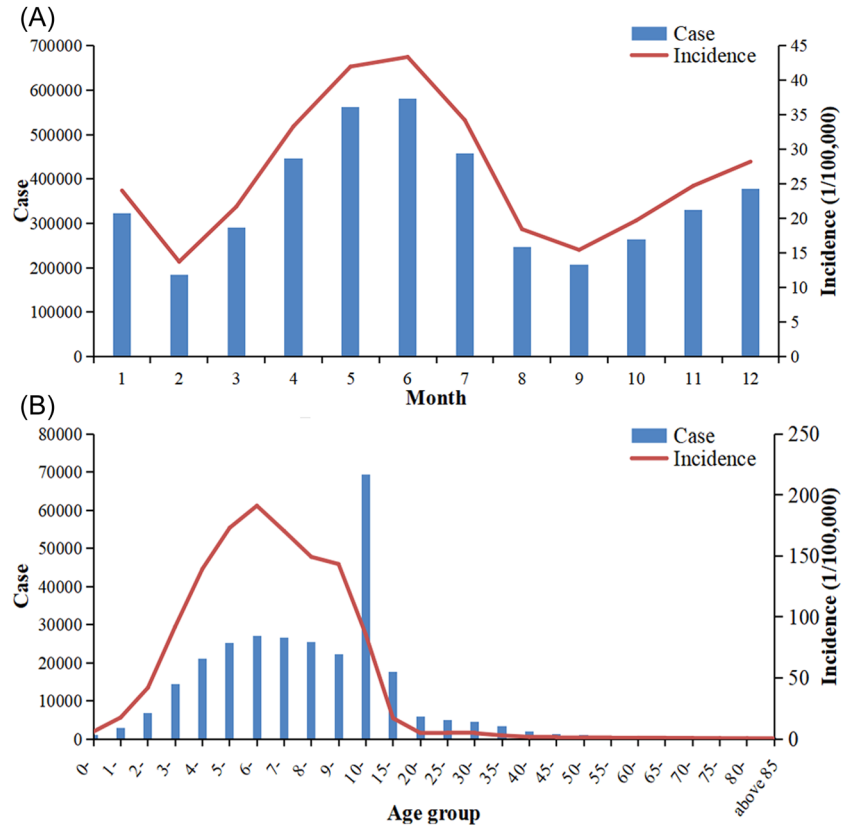 (A)
700000
600000
500000
400000
300000
200000
100000
0
Case
Case
Incidence
45
40
35
30
25
20
15
10
5
0
Incidence (1/100,000)
1 2 3 4 5 6 7 8 9 10 11 12
Month
(B)
80000
70000
60000
50000
40000
30000
20000
10000
0
Case
Case
Incidence
250
200
150
100
50
0
Incidence (1/100,000)
0- 1- 2- 3- 4- 5- 6- 7- 8- 9- 10- 15- 20- 25- 30- 35- 40- 45- 50- 55- 60- 65- 70- 75- 80- above 85
Age group